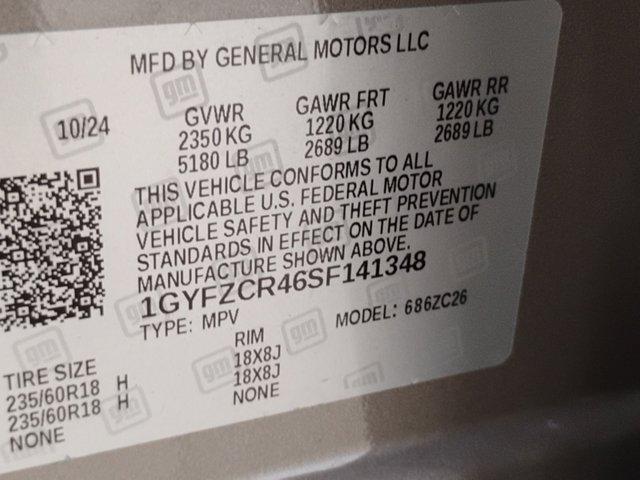 MFD BY GENERAL MOTORS LLC
10/24 GVWR GAWR FRT GAWR RR
2350 KG 1220 KG 1220 KG
5180 LB 2689 LB 2689 LB
THIS VEHICLE CONFORMS TO ALL
APPLICABLE U.S. FEDERAL MOTOR
VEHICLE SAFETY AND THEFT PREVENTION
STANDARDS IN EFFECT ON THE DATE OF
MANUFACTURE SHOWN ABOVE.
1GYFZCR46SF141348
TYPE: MPV MODEL: 686ZC26
TIRE SIZE RIM
235/60R18 H 18X8J
235/60R18 H 18X8J
NONE NONE